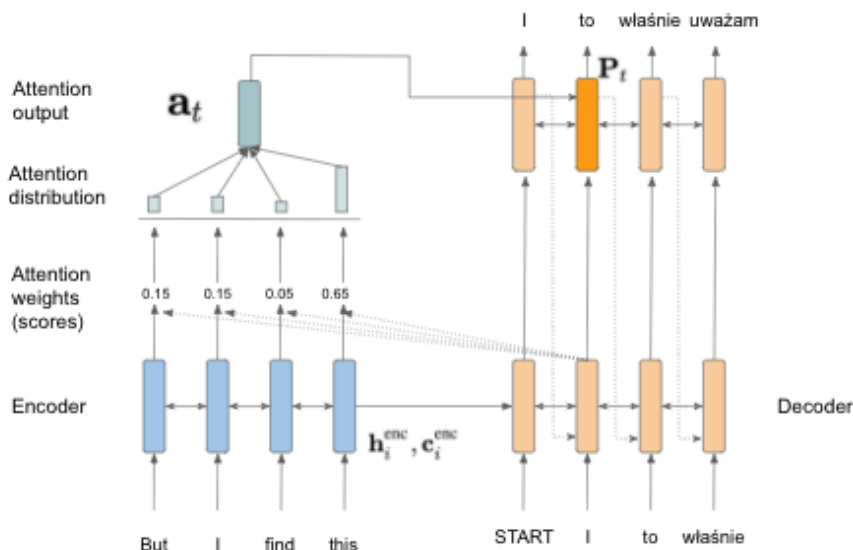 I to właśnie uważam
P_t
Attention
output
a_t
Attention
distribution
Attention
weights
(scores)
0.15 0.15 0.05 0.65
Encoder
Decoder
h_i^enc, c_i^enc
But I find this
START I to właśnie